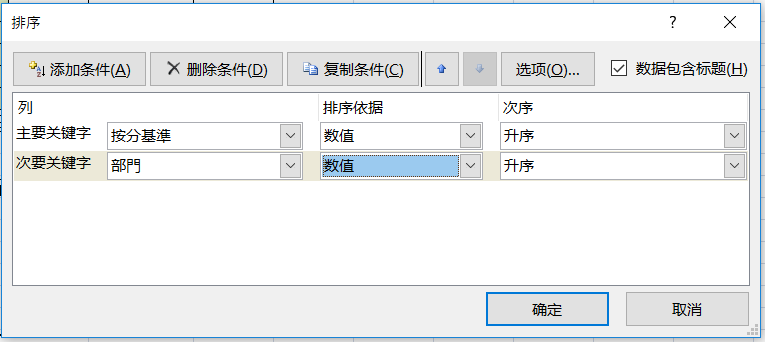 排序
添加条件(A) 删除条件(D) 复制条件(C) 选项(O)... 数据包含标题(H)
列 排序依据 次序
主要关键字 按分基準 数值 升序
次要关键字 部門 数值 升序
确定 取消